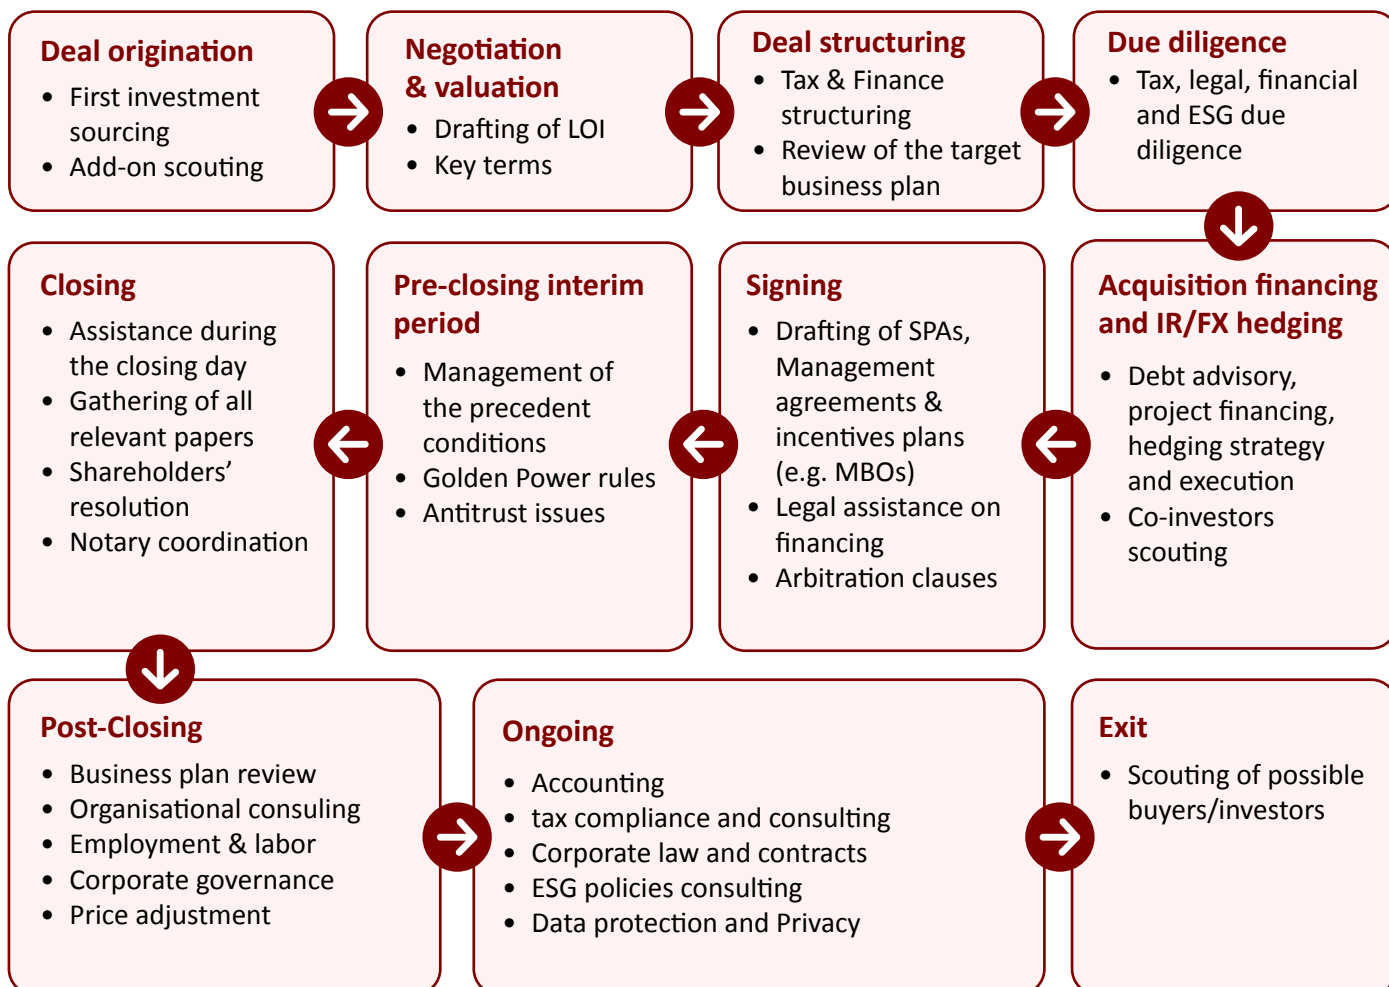 Deal origination
• First investment
sourcing
• Add-on scouting
Negotiation
& valuation
• Drafting of LOI
• Key terms
Deal structuring
• Tax & Finance
structuring
• Review of the target
business plan
Due diligence
• Tax, legal, financial
and ESG due
diligence
Acquisition financing
and IR/FX hedging
• Debt advisory,
project financing,
hedging strategy
and execution
• Co-investors
scouting
Signing
• Drafting of SPAs,
Management
agreements &
incentives plans
(e.g. MBOs)
• Legal assistance on
financing
• Arbitration clauses
Pre-closing interim
period
• Management of
the precedent
conditions
• Golden Power rules
• Antitrust issues
Closing
• Assistance during
the closing day
• Gathering of all
relevant papers
• Shareholders’
resolution
• Notary coordination
Post-Closing
• Business plan review
• Organisational consuling
• Employment & labor
• Corporate governance
• Price adjustment
Ongoing
• Accounting
• tax compliance and consulting
• Corporate law and contracts
• ESG policies consulting
• Data protection and Privacy
Exit
• Scouting of possible
buyers/investors